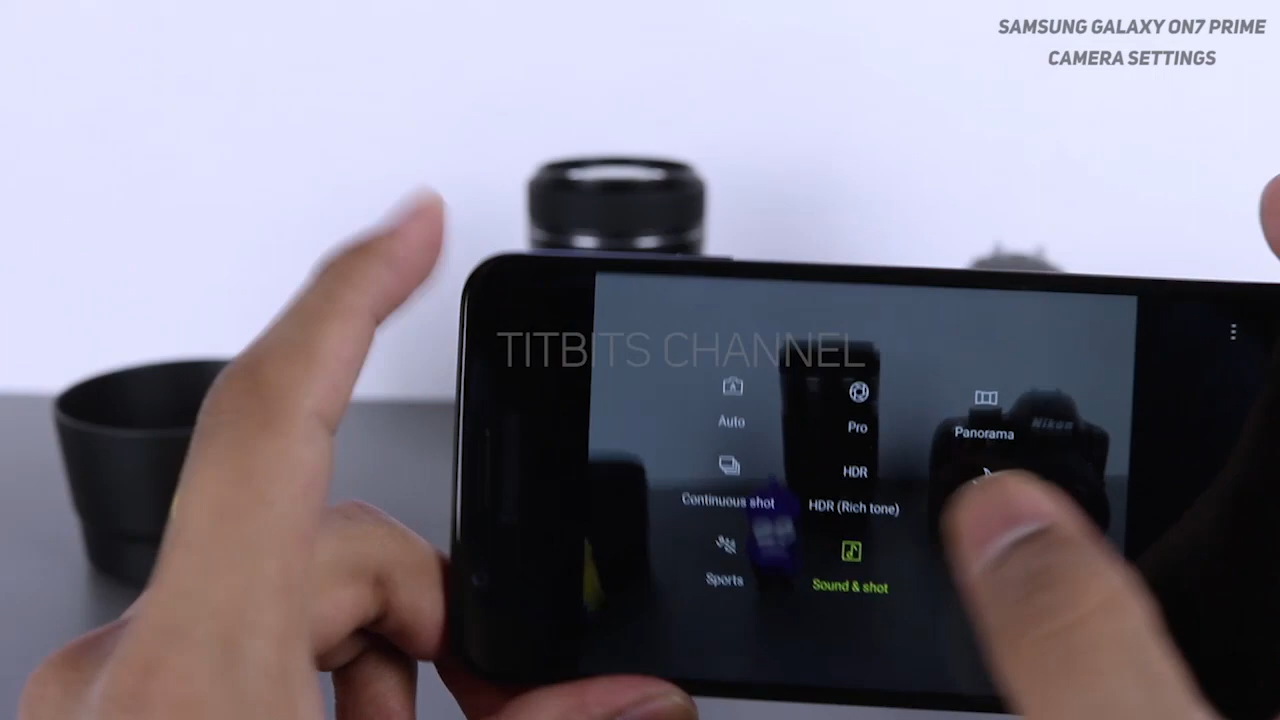 SAMSUNG GALAXY ON7 PRIME
CAMERA SETTINGS
TITBITS CHANNEL
Auto
Pro
Panorama
Nikon
HDR
Continuous shot
HDR (Rich tone)
Sports
Sound & shot